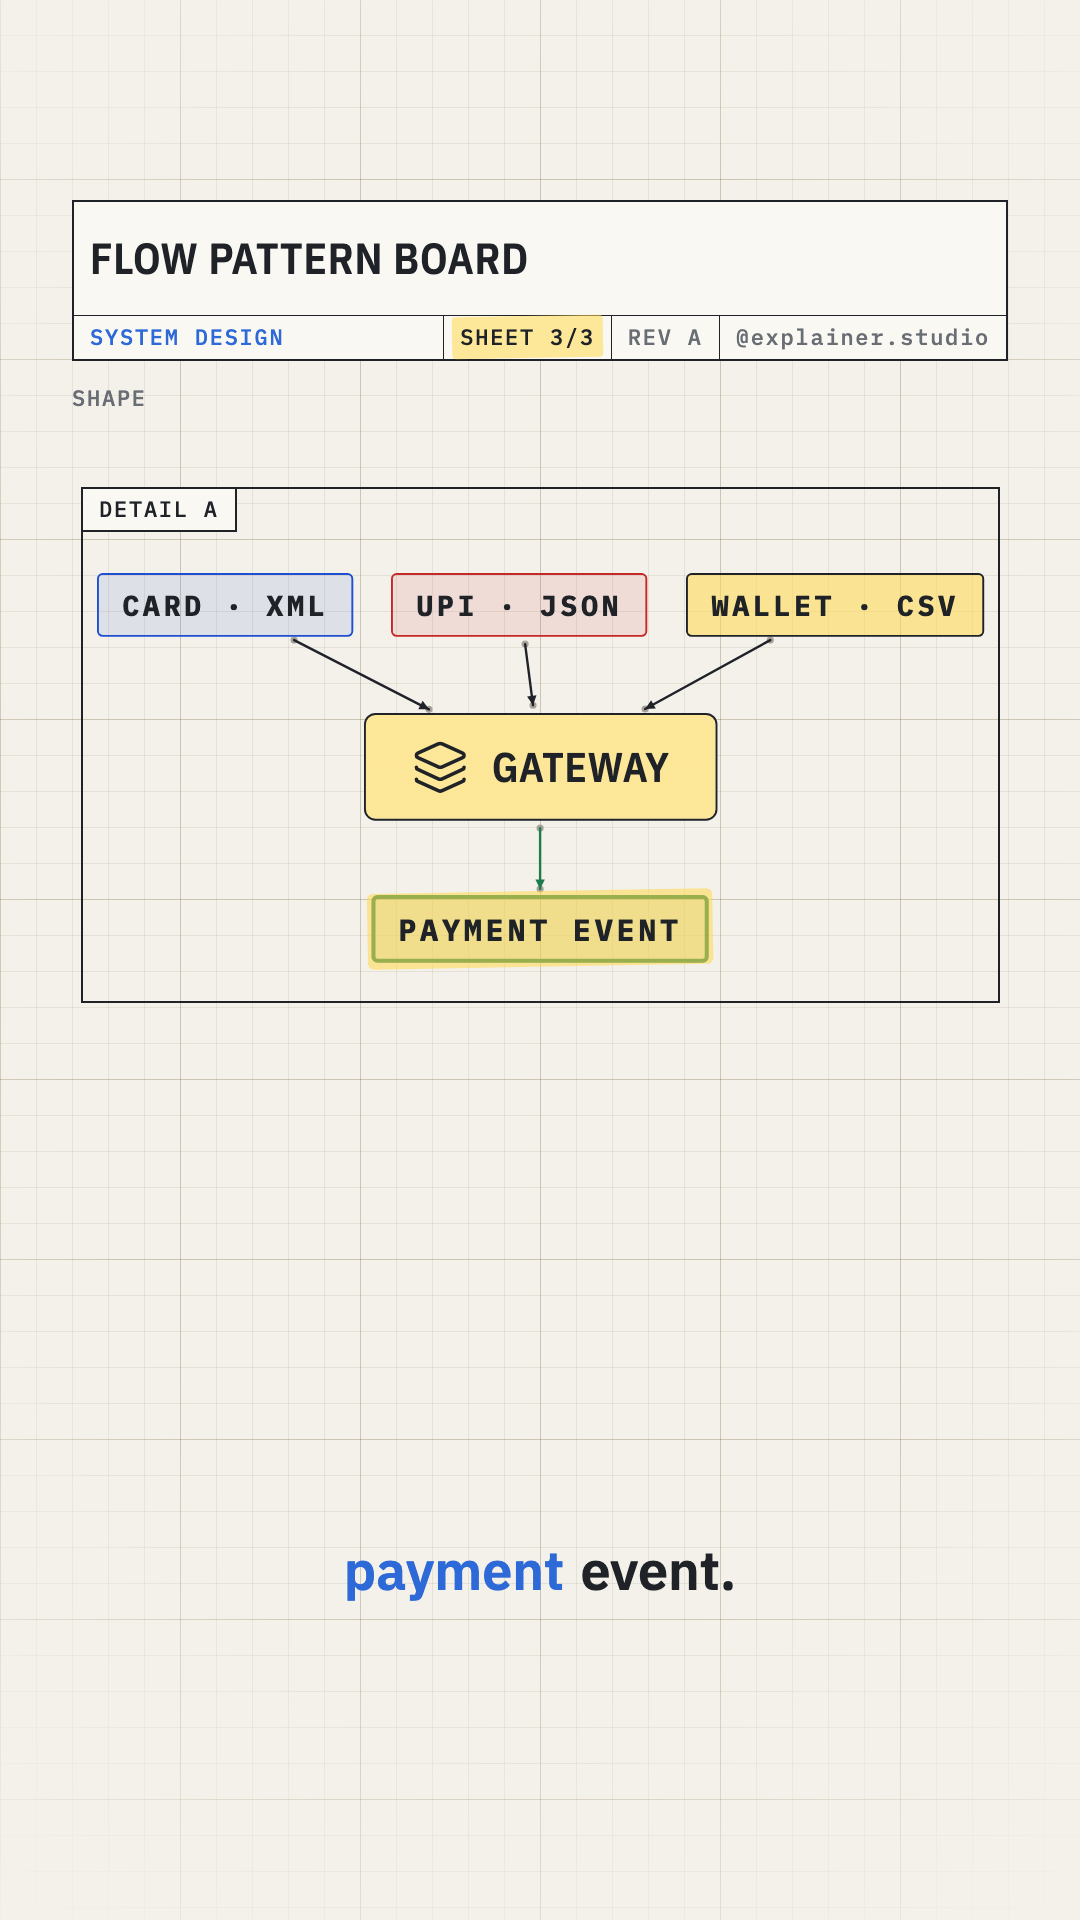 FLOW PATTERN BOARD
SYSTEM DESIGN SHEET 3/3 REV A @explainer.studio
SHAPE
DETAIL A
CARD · XML UPI · JSON WALLET · CSV
GATEWAY
PAYMENT EVENT
payment event.